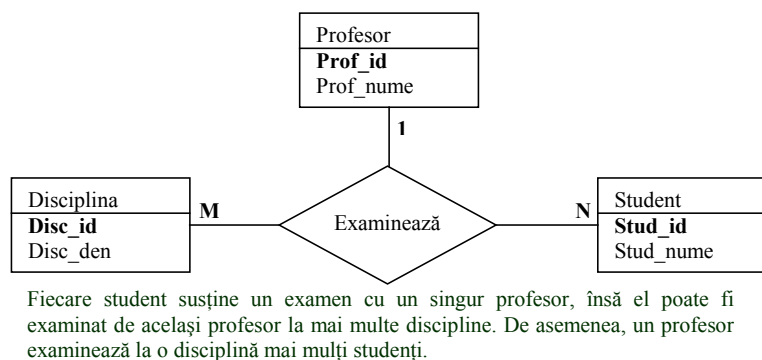 Profesor
Prof_id
Prof_nume
1
Disciplina
Disc_id
Disc_den
M
Examinează
N
Student
Stud_id
Stud_nume
Fiecare student susține un examen cu un singur profesor, însă el poate fi
examinat de același profesor la mai multe discipline. De asemenea, un profesor
examinează la o disciplină mai mulți studenți.